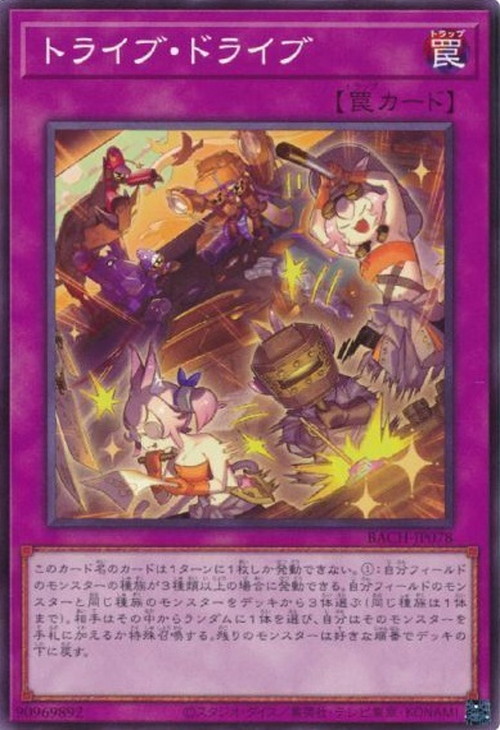 トライブ・ドライブ
トラップ
罠
トラップ
【罠カード】
BACH-JP078
このカード名のカードは１ターンに１枚しか発動できない。①：自分フィールド
のモンスターの種族が３種類以上の場合に発動できる。自分フィールドのモン
スターと同じ種族のモンスターをデッキから３体選ぶ（同じ種族は１体
まで）。相手はその中からランダムに１体を選び、自分はそのモンスターを
手札に加えるか特殊召喚する。残りのモンスターは好きな順番でデッキの
下に戻す。
90969892
©スタジオ・ダイス／集英社・テレビ東京・KONAMI